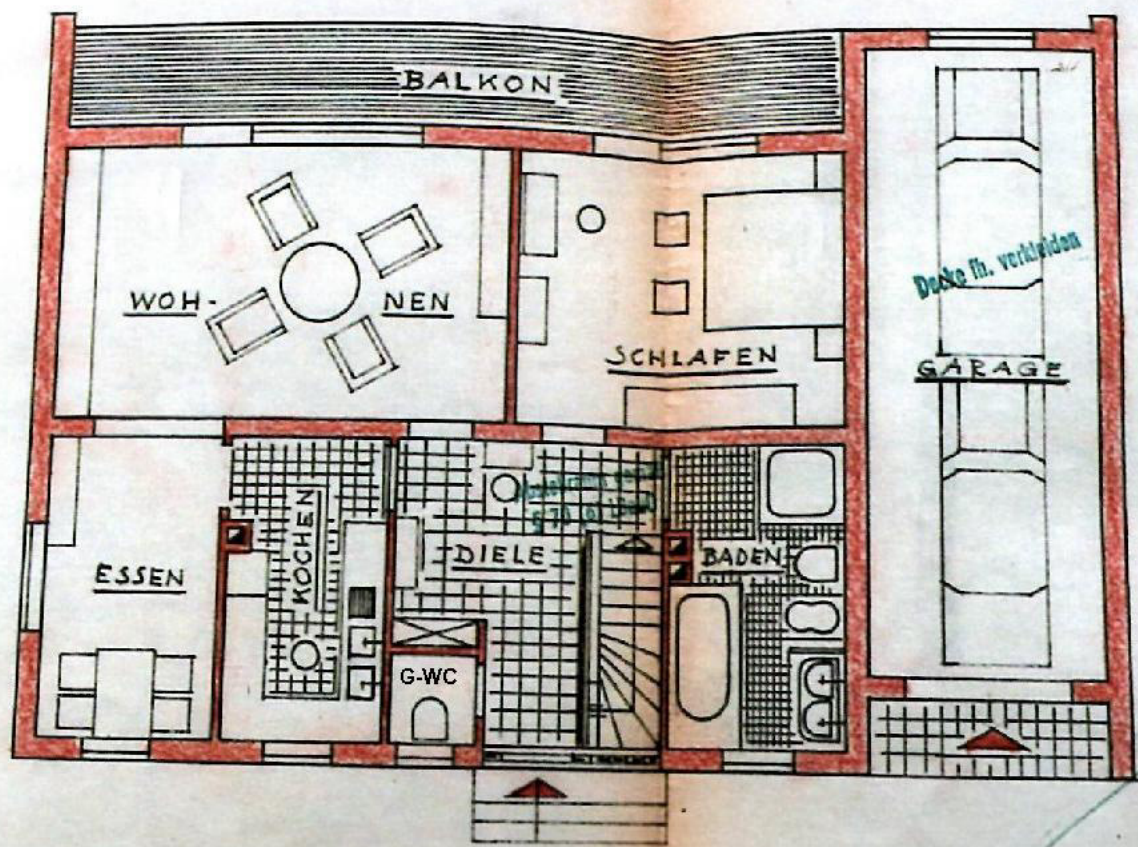 BALKON
WOH-
NEN
SCHLAFEN
Decke fh. verkleiden
GARAGE
ESSEN
KOCHEN
DIELE
BADEN
G-WC